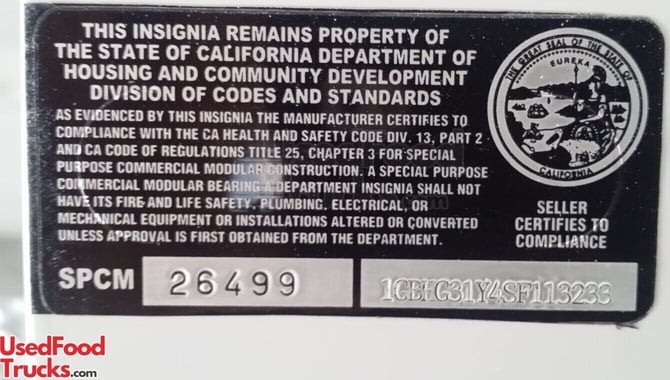 THIS INSIGNIA REMAINS PROPERTY OF
THE STATE OF CALIFORNIA DEPARTMENT OF
HOUSING AND COMMUNITY DEVELOPMENT
DIVISION OF CODES AND STANDARDS
AS EVIDENCED BY THIS INSIGNIA THE MANUFACTURER CERTIFIES TO
COMPLIANCE WITH THE CA HEALTH AND SAFETY CODE DIV. 13, PART 2
AND CA CODE OF REGULATIONS TITLE 25, CHAPTER 3 FOR SPECIAL
PURPOSE COMMERCIAL MODULAR CONSTRUCTION. A SPECIAL PURPOSE
COMMERCIAL MODULAR BEARING A DEPARTMENT INSIGNIA SHALL NOT
HAVE ITS FIRE AND LIFE SAFETY, PLUMBING, ELECTRICAL, OR
MECHANICAL EQUIPMENT OR INSTALLATIONS ALTERED OR CONVERTED
UNLESS APPROVAL IS FIRST OBTAINED FROM THE DEPARTMENT.
THE GREAT SEAL OF THE STATE OF
EUREKA
CALIFORNIA
SELLER
CERTIFIES TO
COMPLIANCE
SPCM 26499 1GBHG31Y4SF113233
UsedFood
Trucks.com